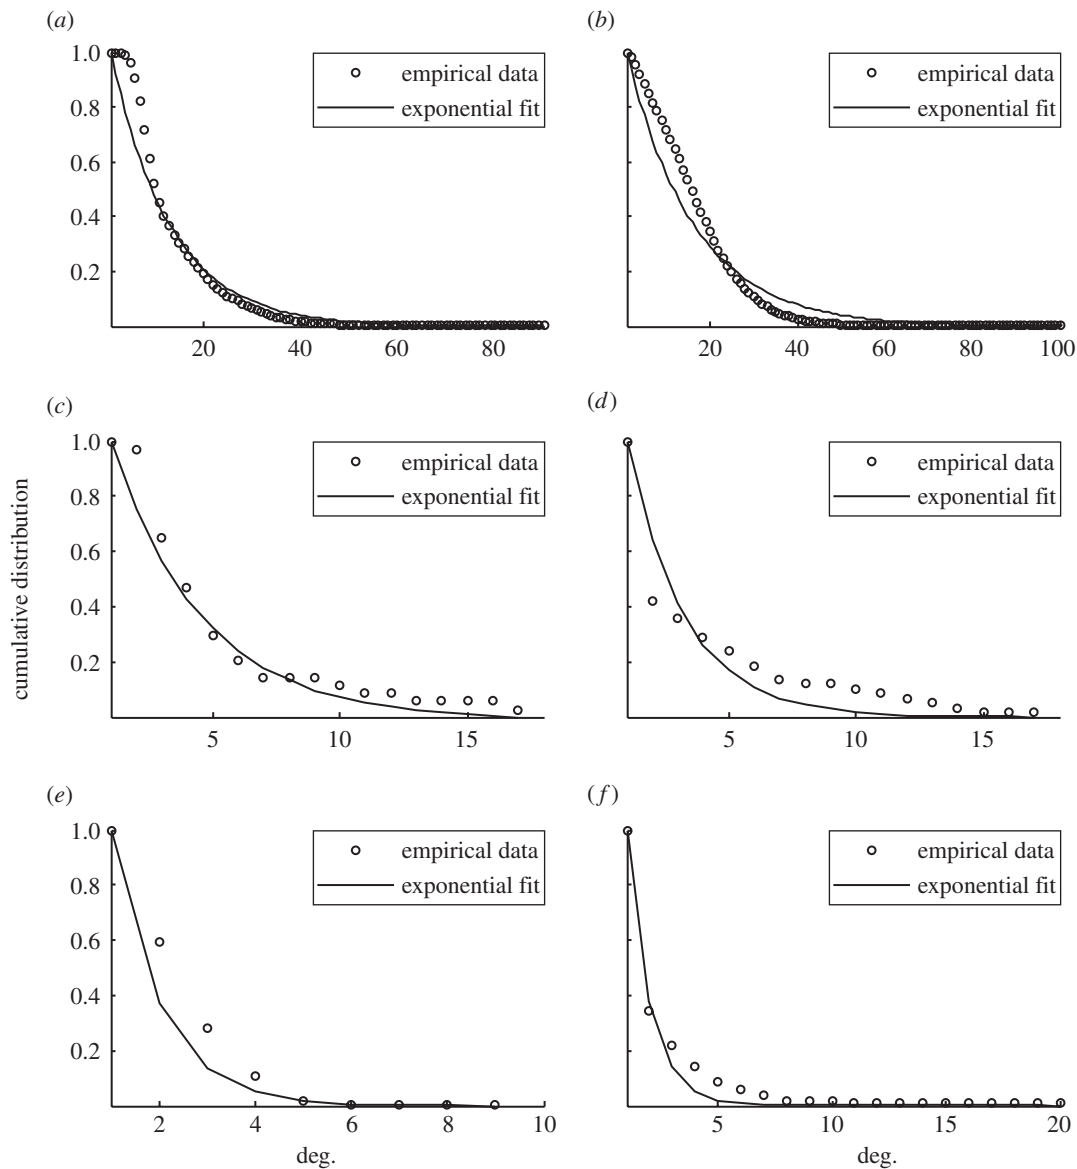 (a)
1.0
0.8
0.6
0.4
0.2
20 40 60 80
empirical data
exponential fit
(b)
20 40 60 80 100
empirical data
exponential fit
cumulative distribution
(c)
1.0
0.8
0.6
0.4
0.2
5 10 15
empirical data
exponential fit
(d)
5 10 15
empirical data
exponential fit
(e)
1.0
0.8
0.6
0.4
0.2
2 4 6 8 10
deg.
empirical data
exponential fit
(f)
5 10 15 20
deg.
empirical data
exponential fit